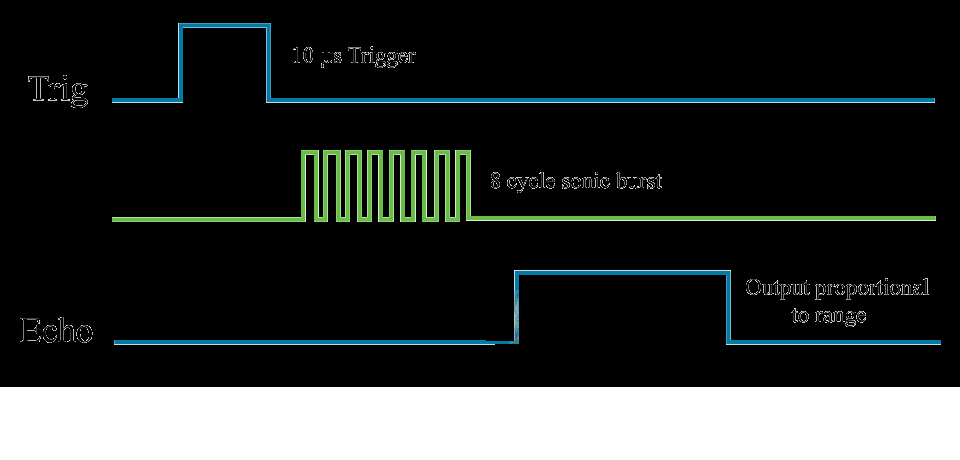 10 μs Trigger
Trig
8 cycle sonic burst
Output proportional
to range
Echo